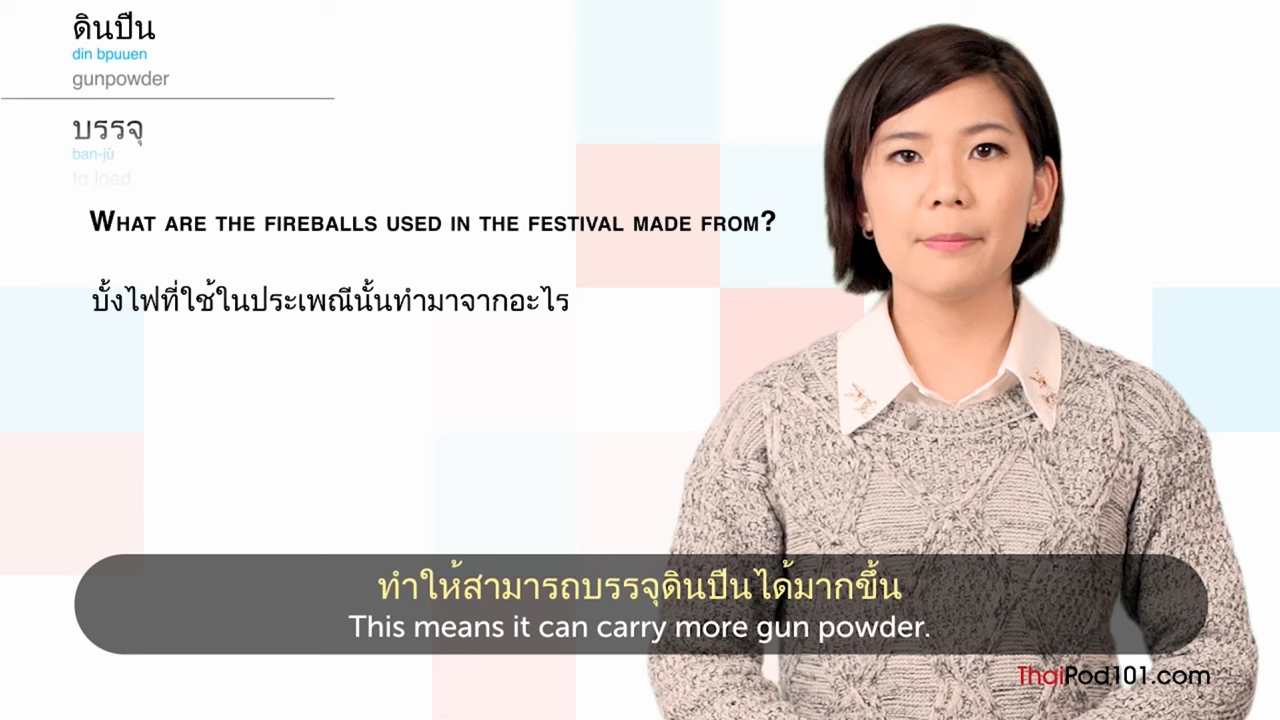 ดินปืน
din bpuuen
gunpowder
บรรจุ
ban-jù
to load
What are the fireballs used in the festival made from?
บั้งไฟที่ใช้ในประเพณีนั้นทำมาจากอะไร
ทำให้สามารถบรรจุดินปืนได้มากขึ้น
This means it can carry more gun powder.
ThaiPod101.com